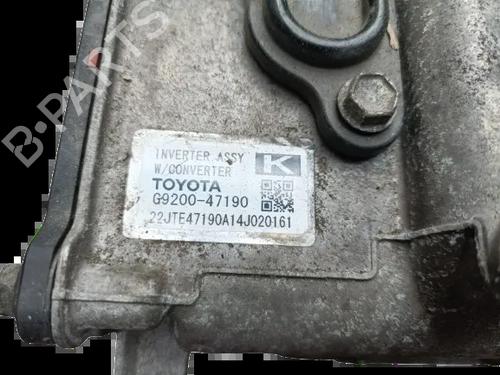 B-PARTS
INVERTER ASSY
W/CONVERTER
K
TOYOTA
G9200-47190
22JTE47190A14J020161